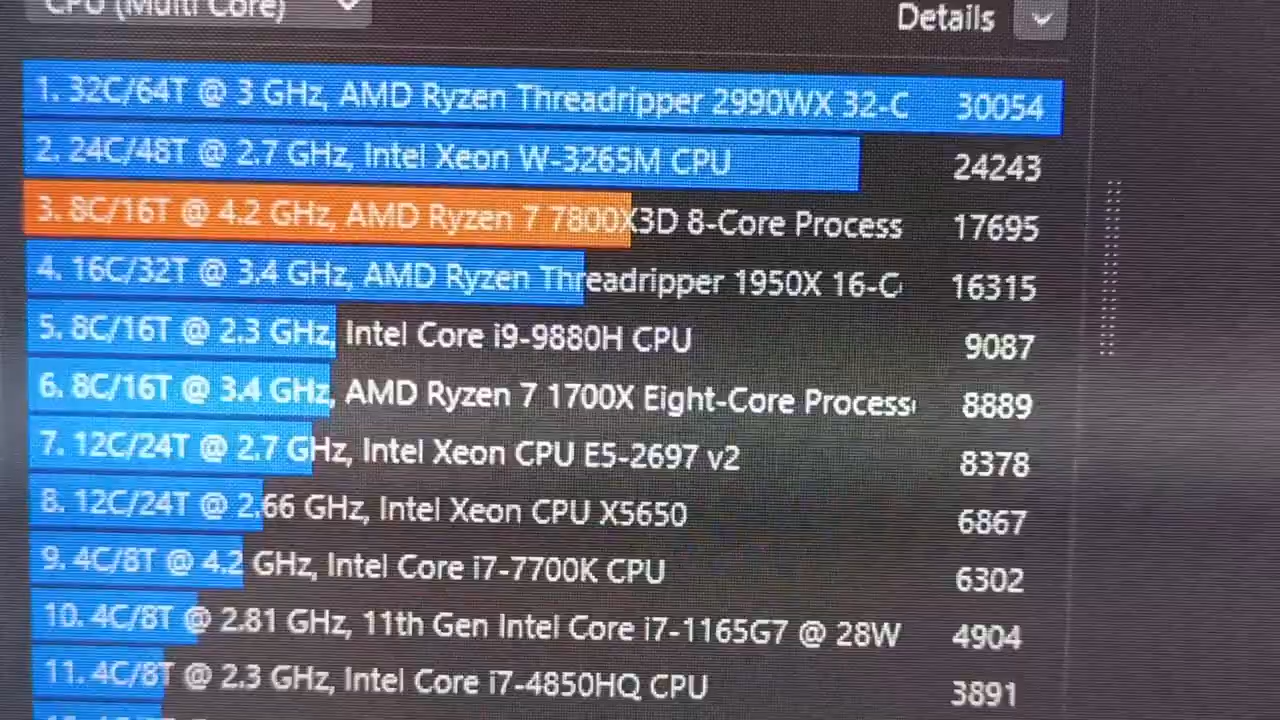 CPU (Multi Core)
Details
1. 32C/64T @ 3 GHz, AMD Ryzen Threadripper 2990WX 32-C 30054
2. 24C/48T @ 2.7 GHz, Intel Xeon W-3265M CPU 24243
3. 8C/16T @ 4.2 GHz, AMD Ryzen 7 7800X3D 8-Core Process 17695
4. 16C/32T @ 3.4 GHz, AMD Ryzen Threadripper 1950X 16-C 16315
5. 8C/16T @ 2.3 GHz, Intel Core i9-9880H CPU 9087
6. 8C/16T @ 3.4 GHz, AMD Ryzen 7 1700X Eight-Core Process 8889
7. 12C/24T @ 2.7 GHz, Intel Xeon CPU E5-2697 v2 8378
8. 12C/24T @ 2.66 GHz, Intel Xeon CPU X5650 6867
9. 4C/8T @ 4.2 GHz, Intel Core i7-7700K CPU 6302
10. 4C/8T @ 2.81 GHz, 11th Gen Intel Core i7-1165G7 @ 28W 4904
11. 4C/8T @ 2.3 GHz, Intel Core i7-4850HQ CPU 3891